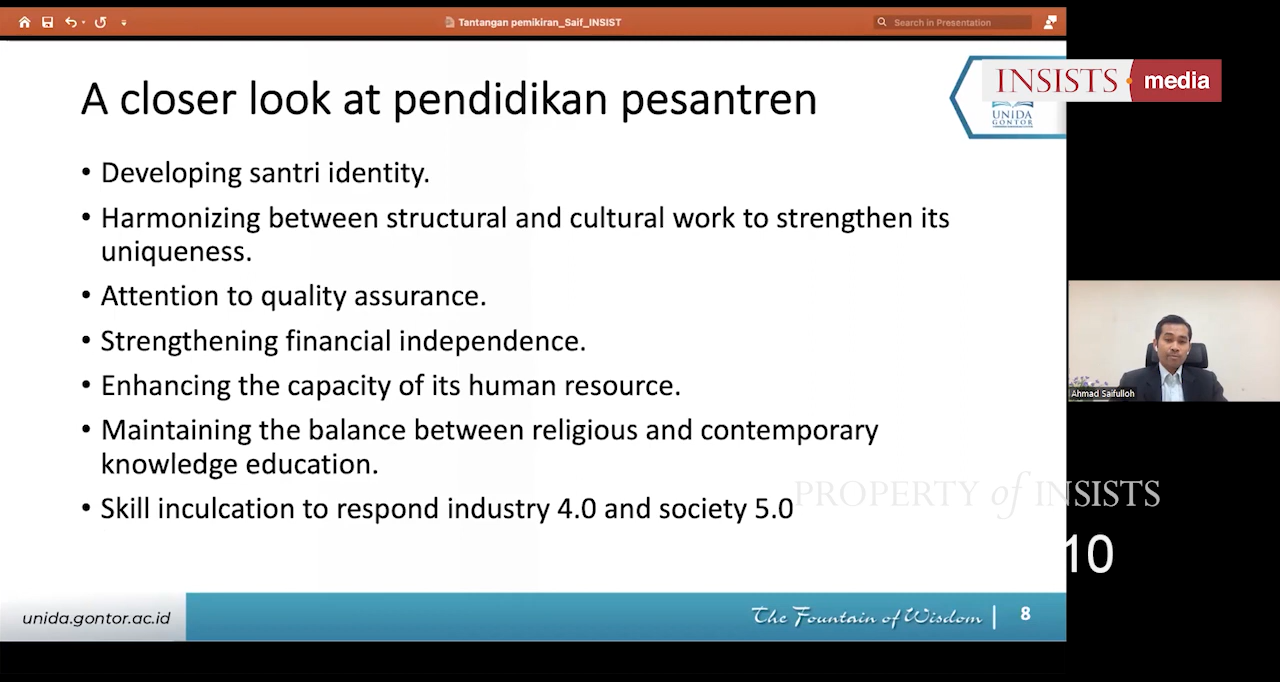 Tantangan pemikiran_Saif_INSIST
Search in Presentation
A closer look at pendidikan pesantren
INSISTS media
UNIDA
GONTOR
• Developing santri identity.
• Harmonizing between structural and cultural work to strengthen its
uniqueness.
• Attention to quality assurance.
• Strengthening financial independence.
• Enhancing the capacity of its human resource.
• Maintaining the balance between religious and contemporary
knowledge education.
• Skill inculcation to respond industry 4.0 and society 5.0
Ahmad Saifulloh
PROPERTY of INSISTS
10
unida.gontor.ac.id
The Fountain of Wisdom | 8